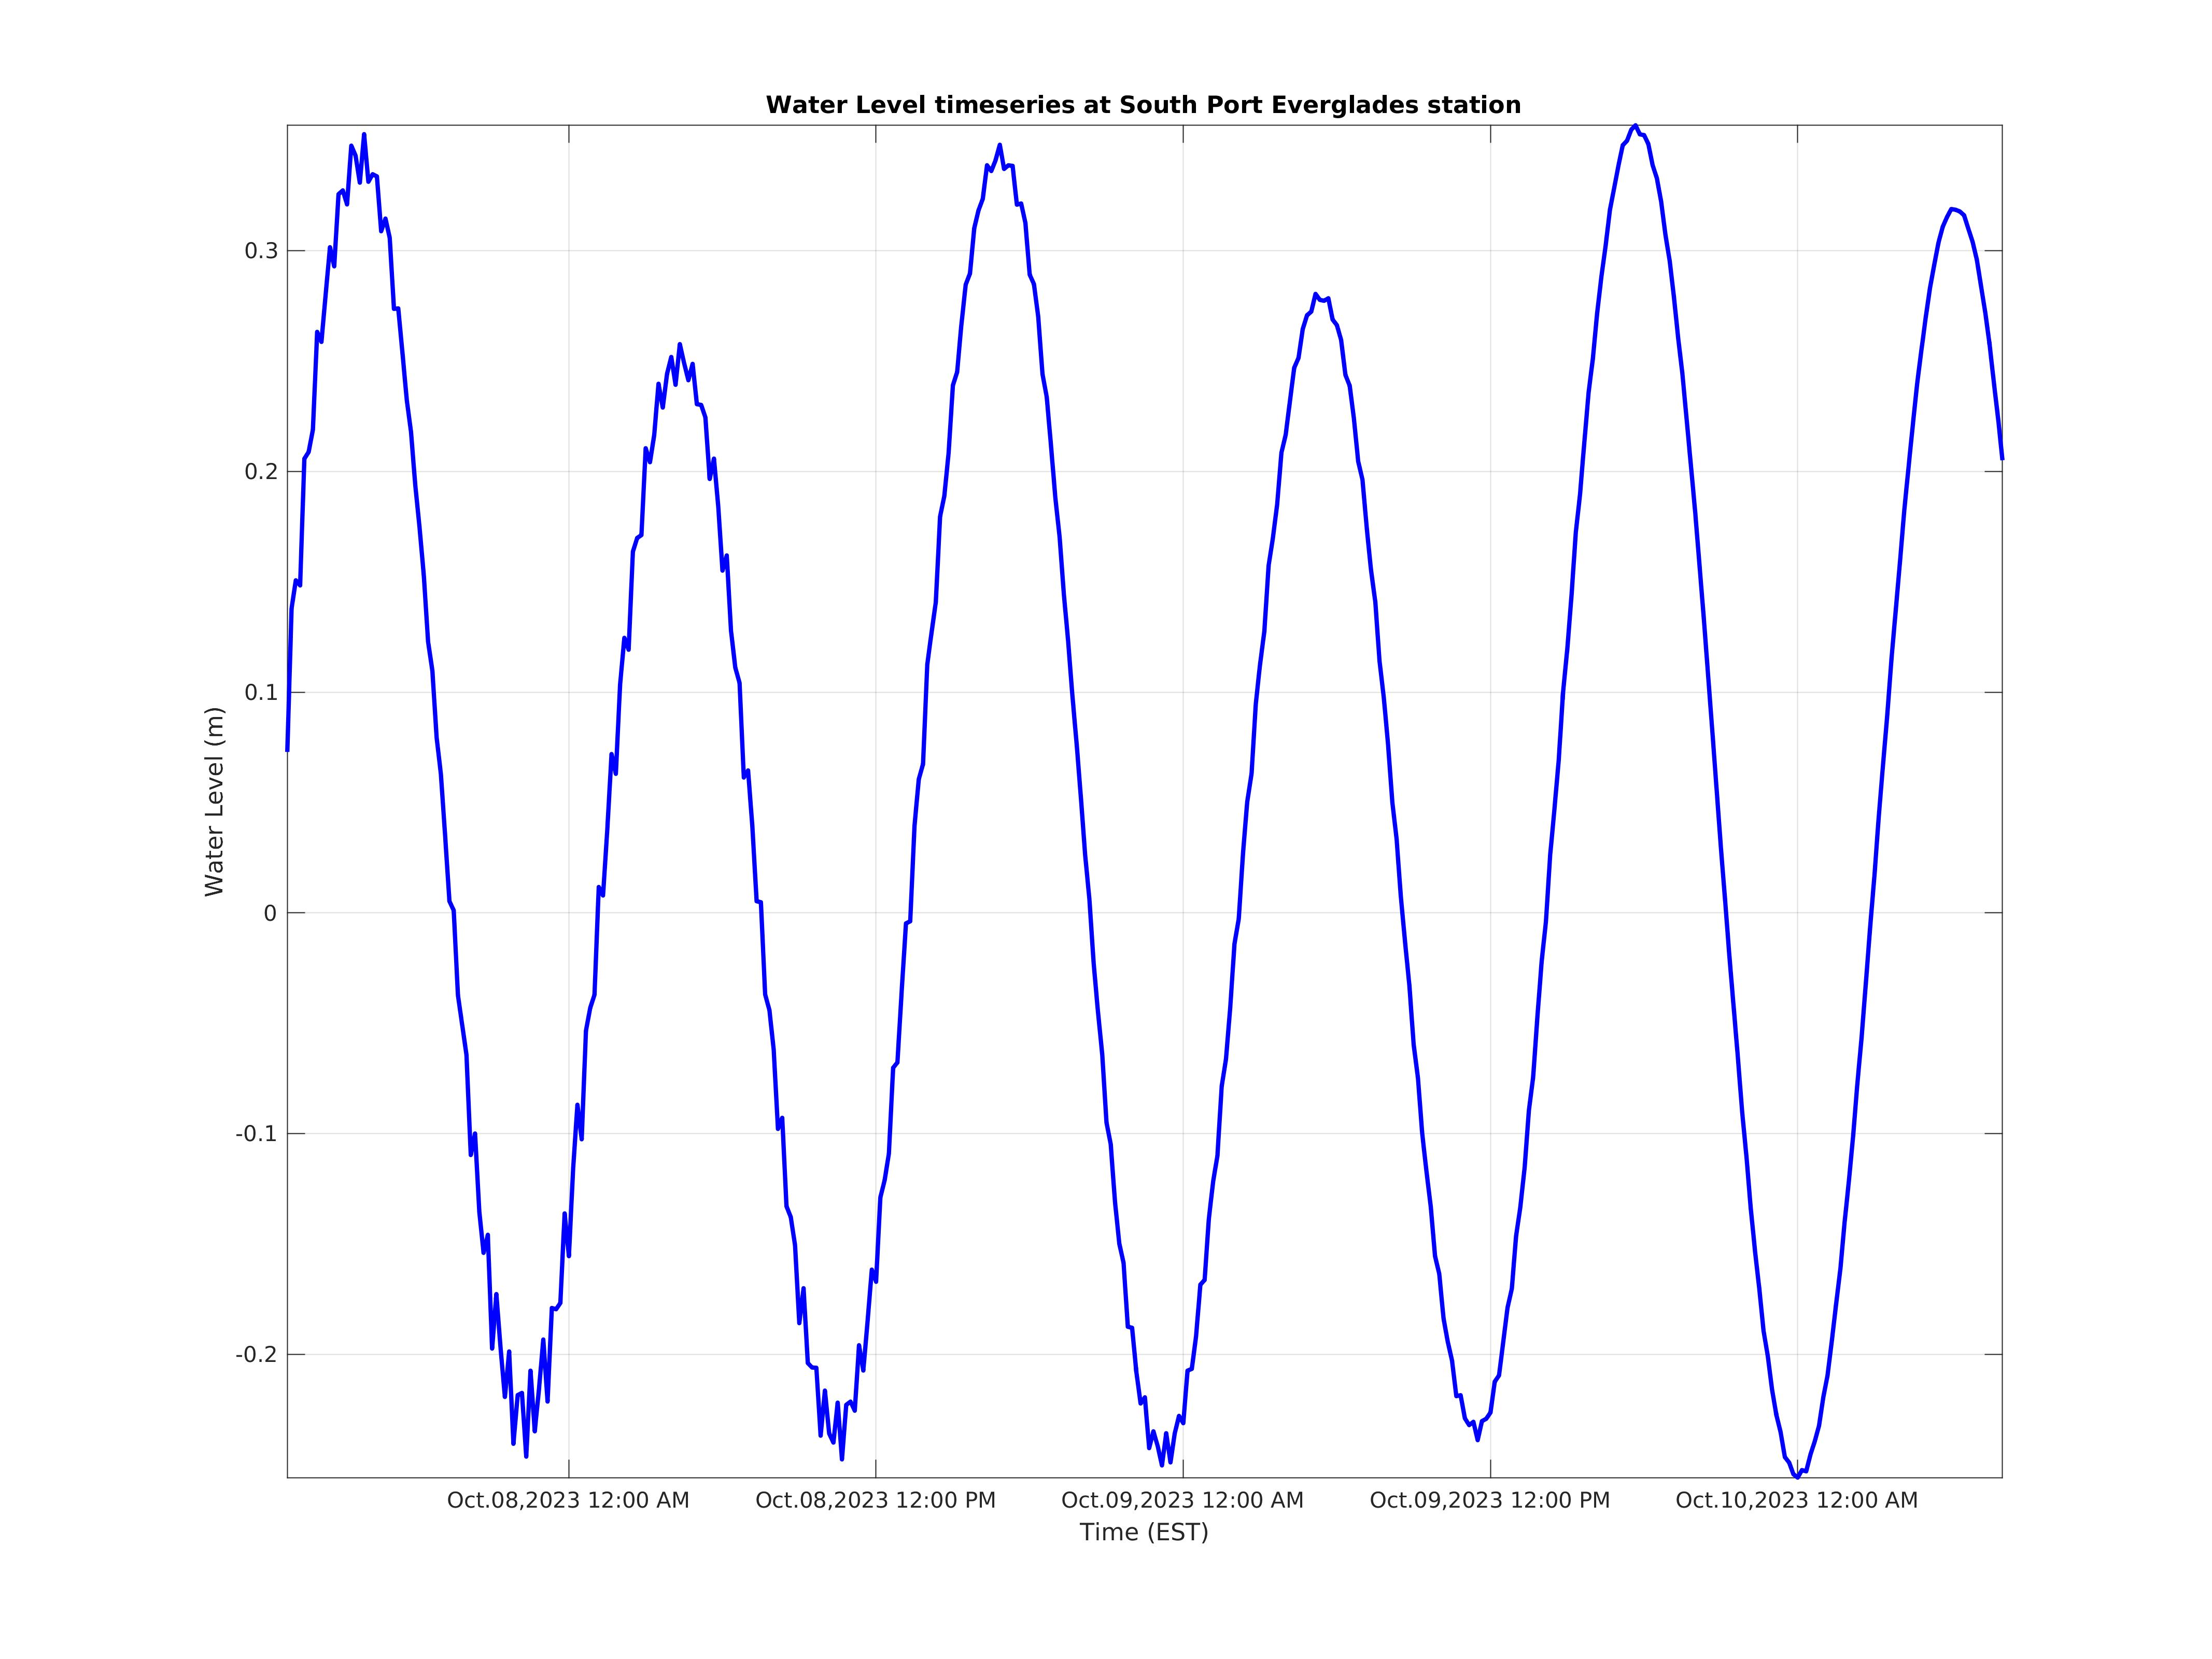 Water Level timeseries at South Port Everglades station
0.3
0.2
0.1
0
-0.1
-0.2
Water Level (m)
Oct.08,2023 12:00 AM
Oct.08,2023 12:00 PM
Oct.09,2023 12:00 AM
Oct.09,2023 12:00 PM
Oct.10,2023 12:00 AM
Time (EST)